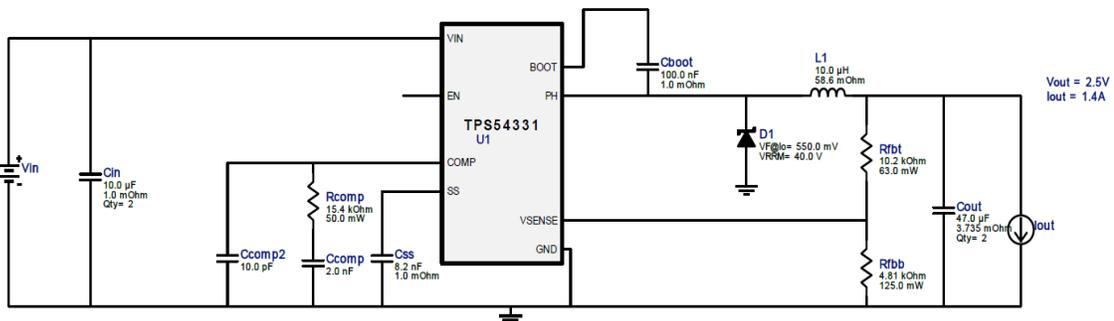 VIN
BOOT
EN
PH
TPS54331
U1
COMP
SS
VSENSE
GND
+
Vin
-
Cin
10.0 µF
1.0 mOhm
Qty= 2
Ccomp2
10.0 pF
Rcomp
15.4 kOhm
50.0 mW
Ccomp
2.0 nF
Css
8.2 nF
1.0 mOhm
Cboot
100.0 nF
1.0 mOhm
L1
10.0 µH
58.6 mOhm
D1
VF@Io= 550.0 mV
VRRM= 40.0 V
Rfbt
10.2 kOhm
63.0 mW
Rfbb
4.81 kOhm
125.0 mW
Cout
47.0 µF
3.735 mOhm
Qty= 2
Iout
Vout = 2.5V
Iout = 1.4A